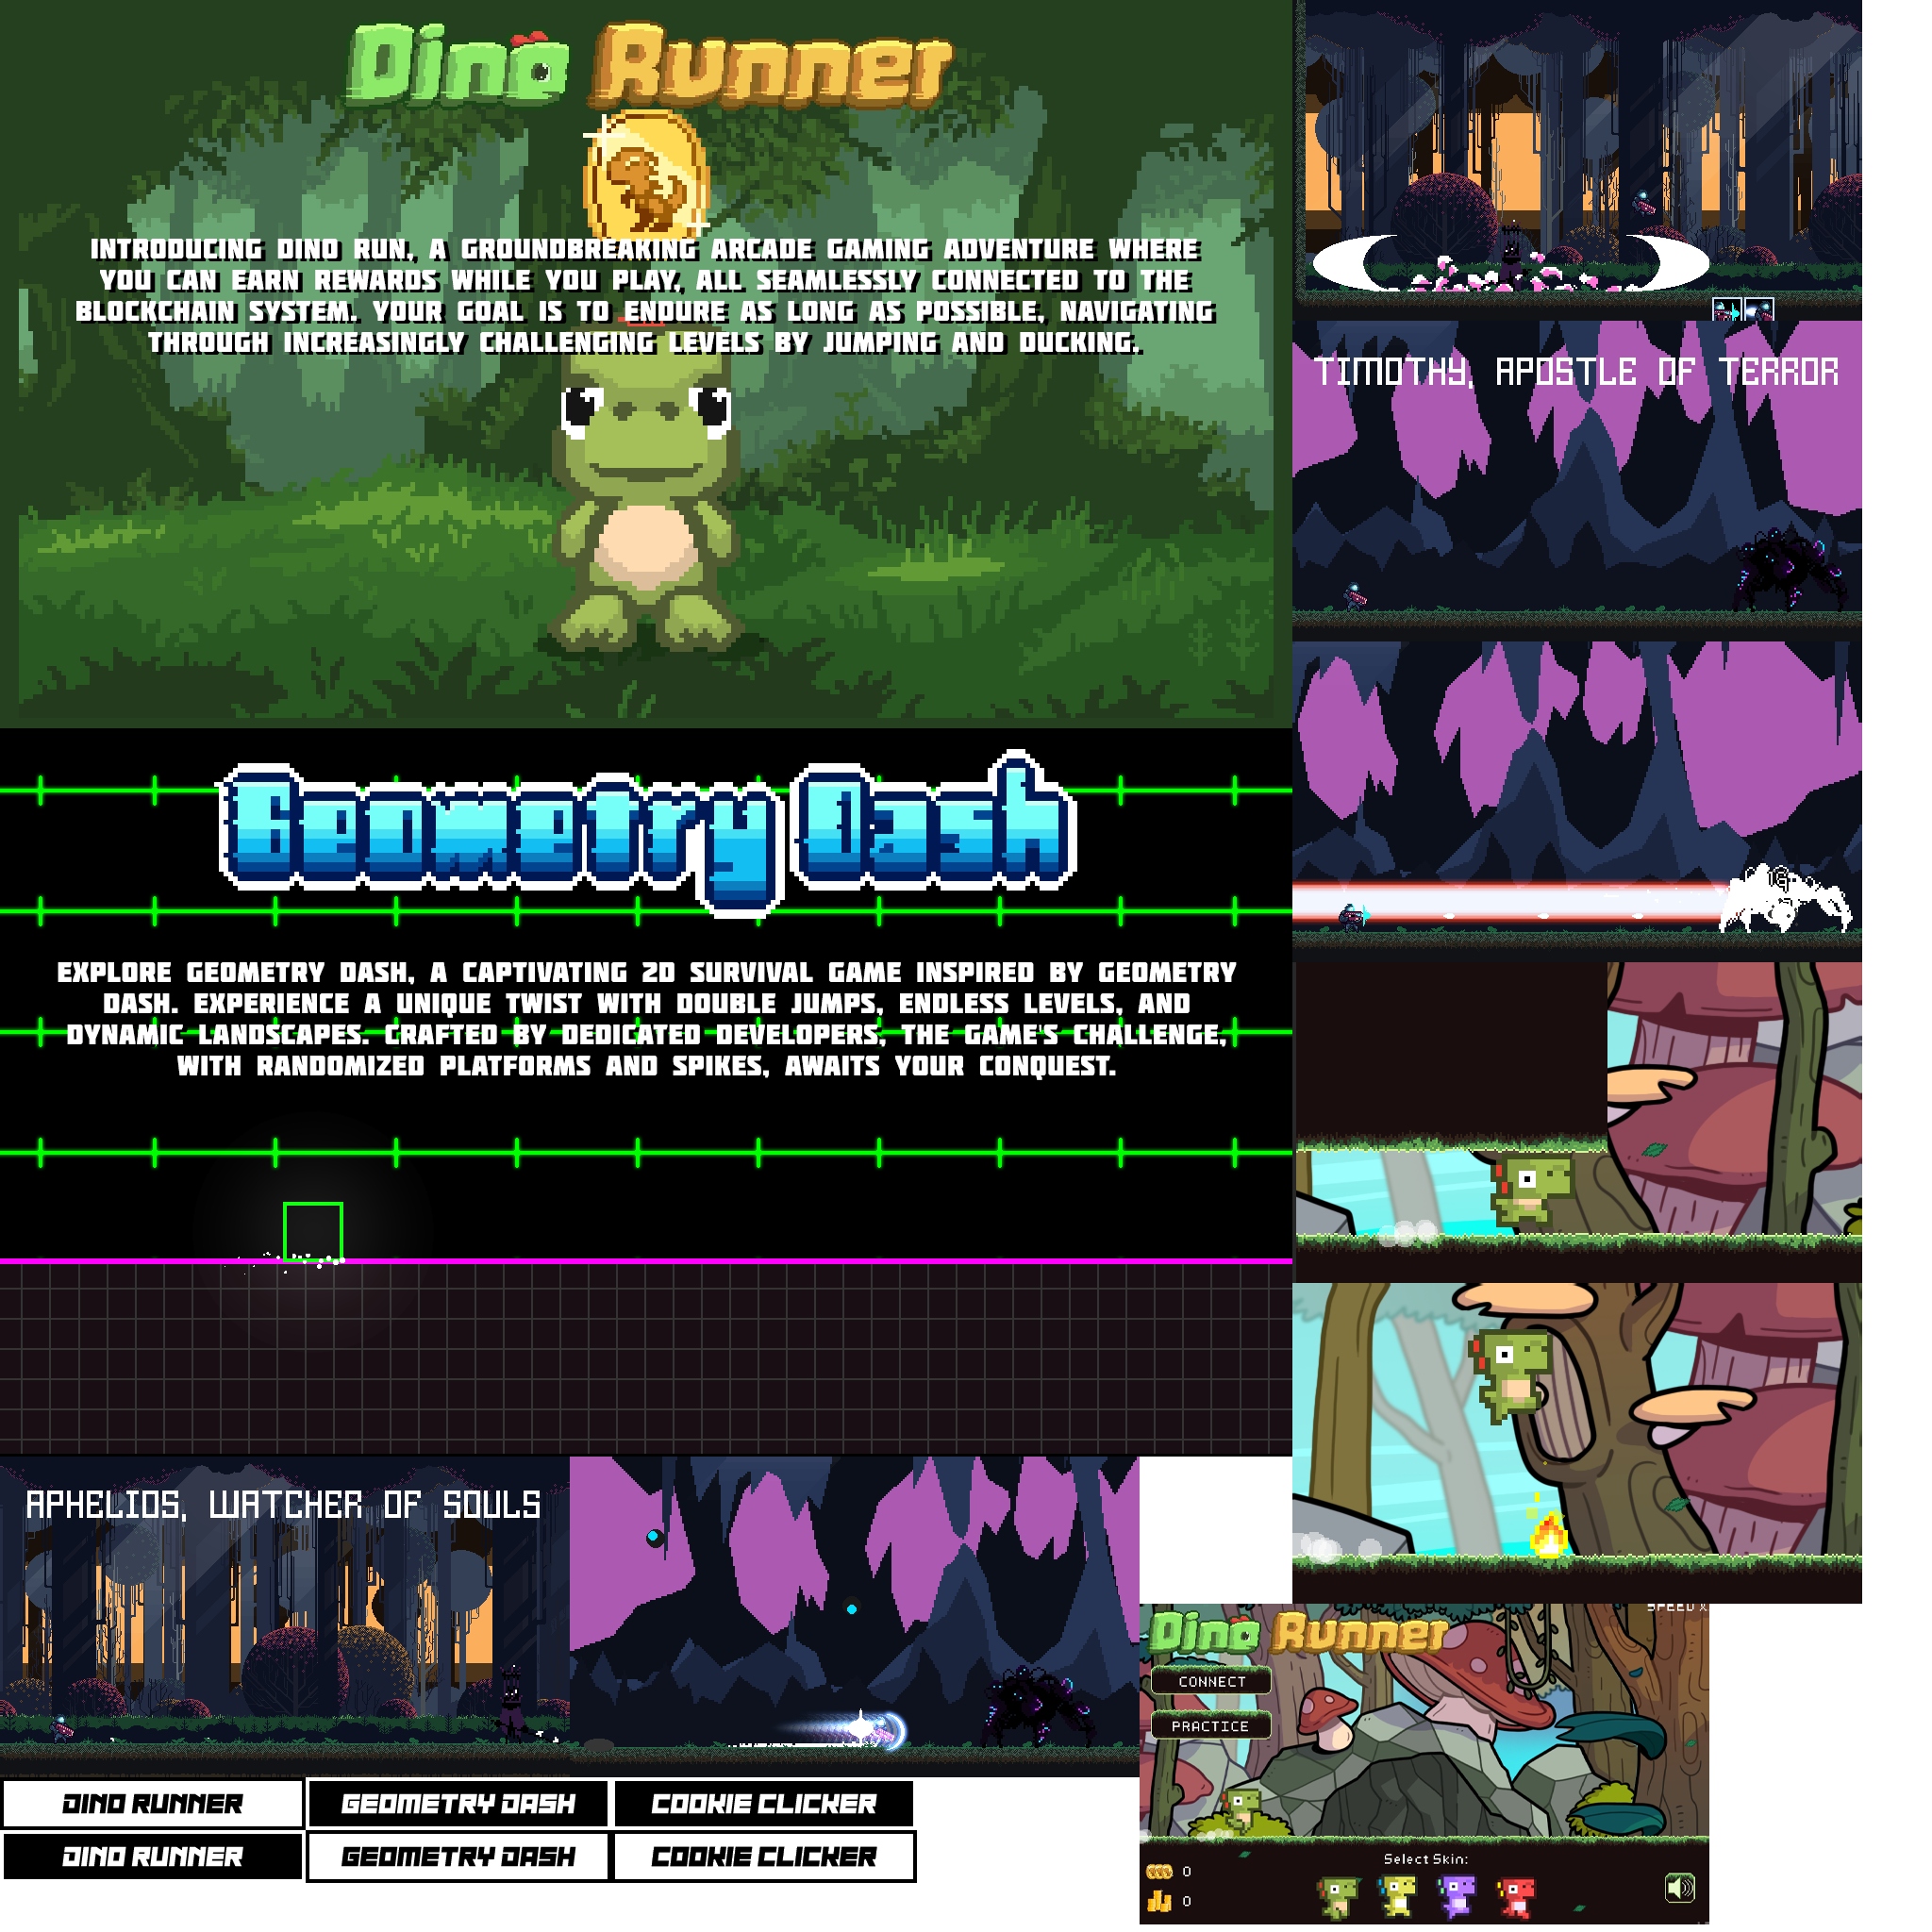 Dino Runner
INTRODUCING DINO RUN, A GROUNDBREAKING ARCADE GAMING ADVENTURE WHERE
YOU CAN EARN REWARDS WHILE YOU PLAY, ALL SEAMLESSLY CONNECTED TO THE
BLOCKCHAIN SYSTEM. YOUR GOAL IS TO ENDURE AS LONG AS POSSIBLE, NAVIGATING
THROUGH INCREASINGLY CHALLENGING LEVELS BY JUMPING AND DUCKING.
TIMOTHY, APOSTLE OF TERROR
Geometry Dash
EXPLORE GEOMETRY DASH, A CAPTIVATING 2D SURVIVAL GAME INSPIRED BY GEOMETRY
DASH. EXPERIENCE A UNIQUE TWIST WITH DOUBLE JUMPS, ENDLESS LEVELS, AND
DYNAMIC LANDSCAPES. CRAFTED BY DEDICATED DEVELOPERS, THE GAME'S CHALLENGE,
WITH RANDOMIZED PLATFORMS AND SPIKES, AWAITS YOUR CONQUEST.
APHELIOS, WATCHER OF SOULS
SPEED X
Dino Runner
CONNECT
PRACTICE
Select Skin:
0
0
DINO RUNNER
GEOMETRY DASH
COOKIE CLICKER
DINO RUNNER
GEOMETRY DASH
COOKIE CLICKER